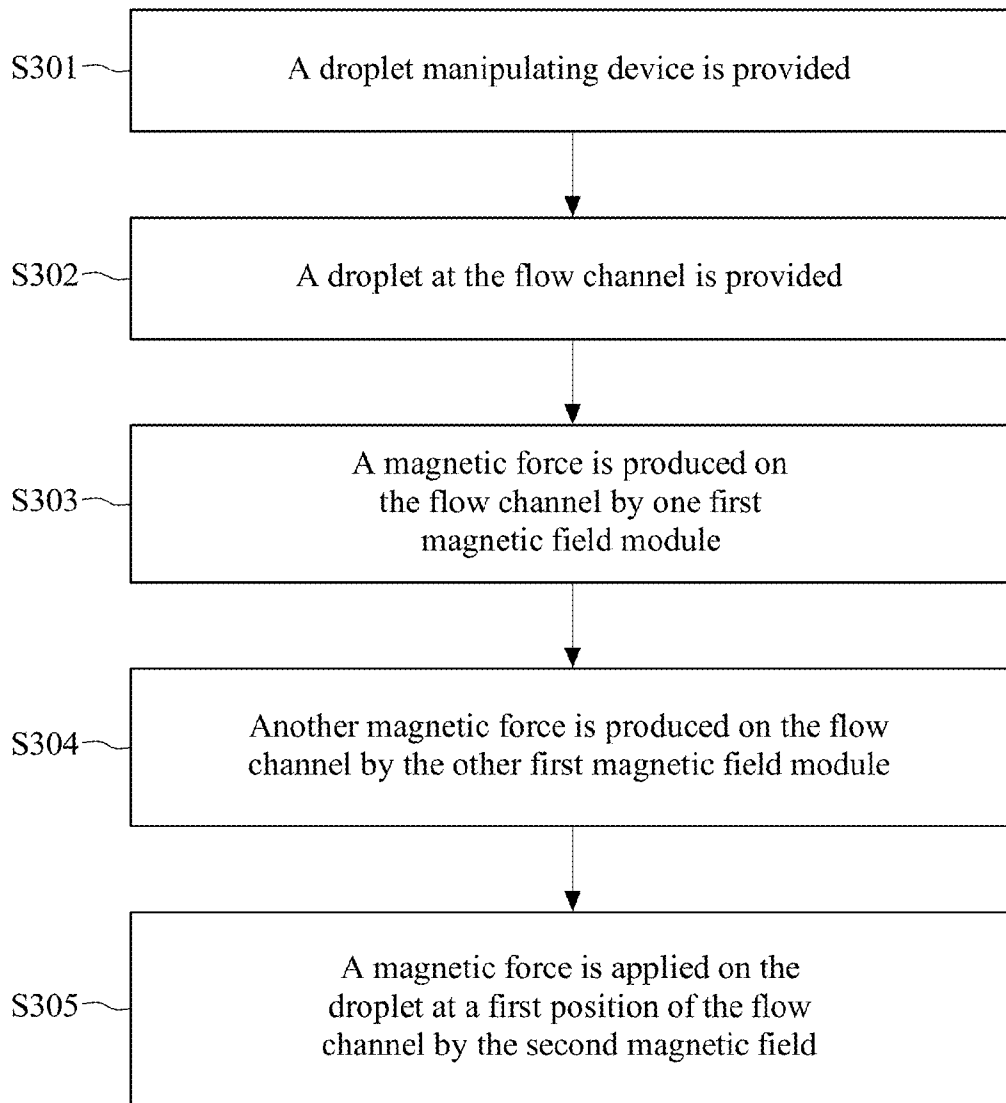 S301
A droplet manipulating device is provided
S302
A droplet at the flow channel is provided
S303
A magnetic force is produced on
the flow channel by one first
magnetic field module
S304
Another magnetic force is produced on the flow
channel by the other first magnetic field module
S305
A magnetic force is applied on the
droplet at a first position of the flow
channel by the second magnetic field